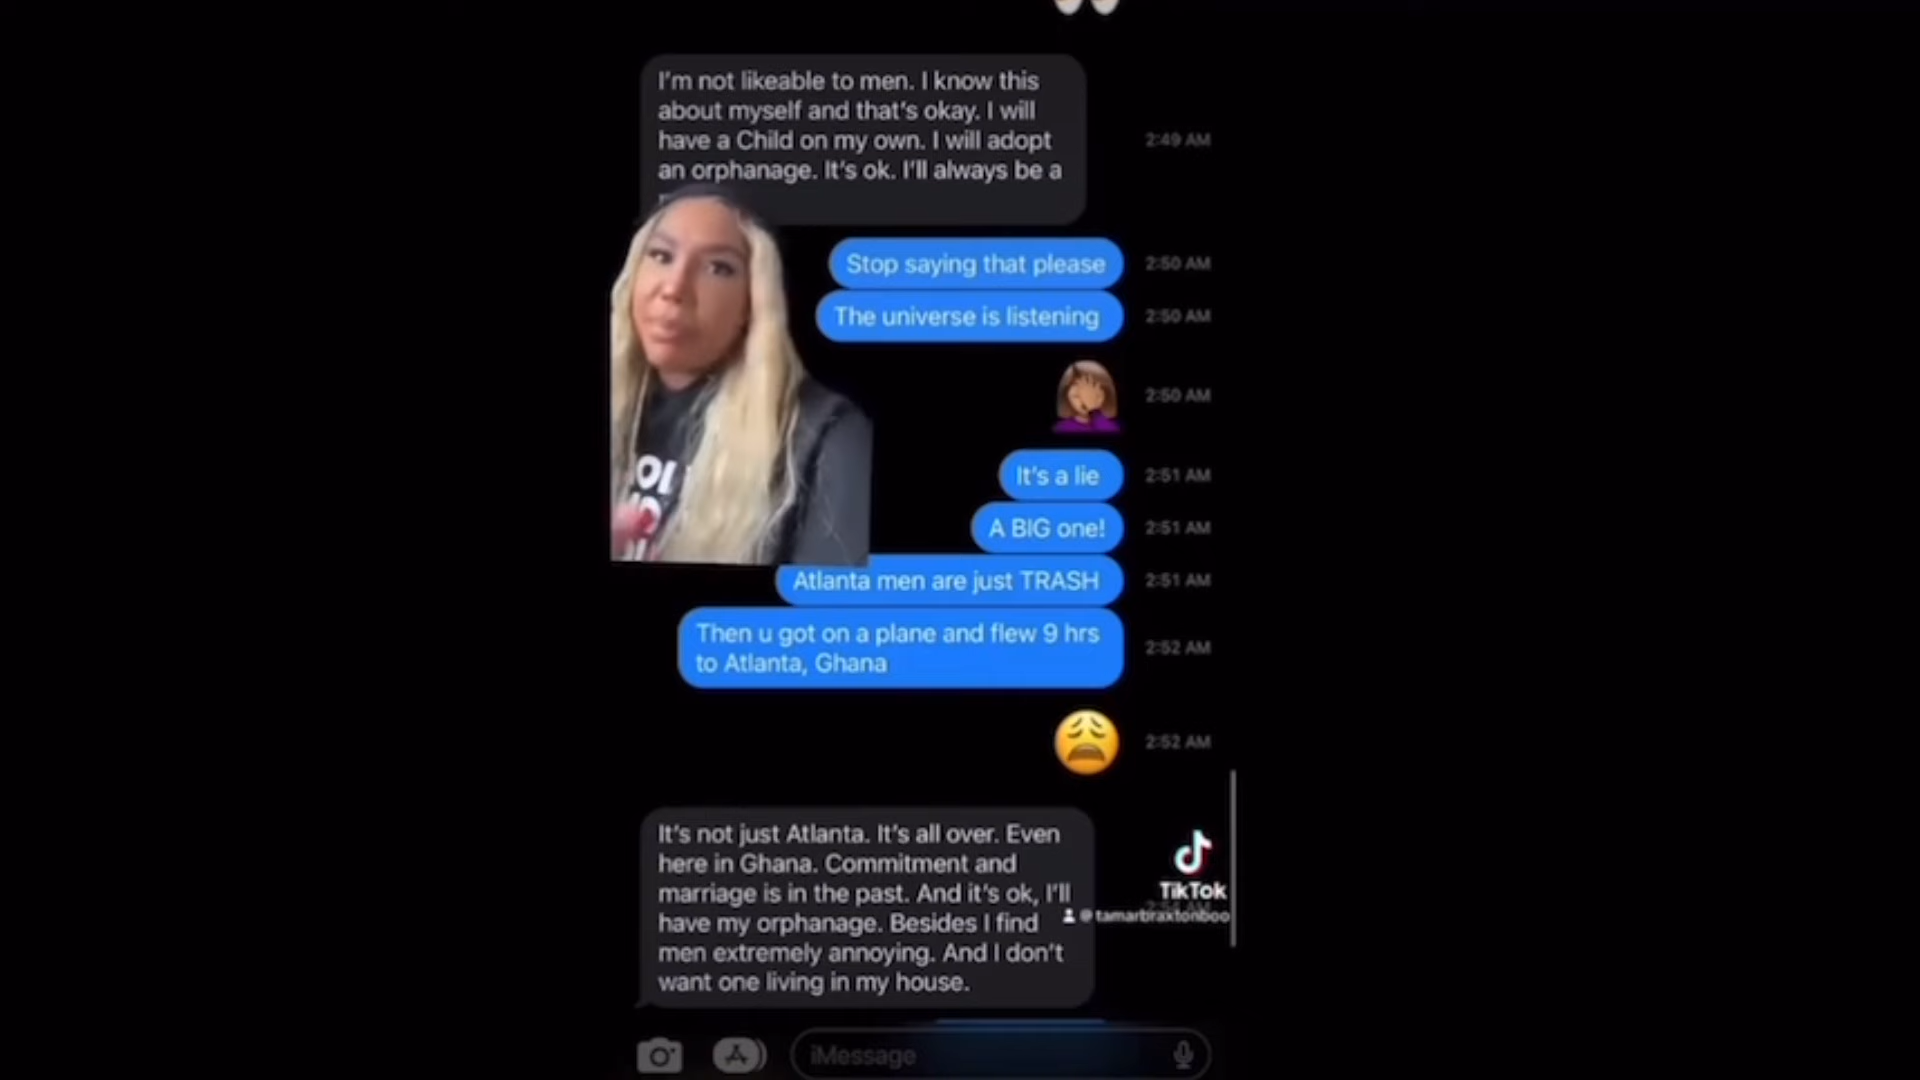 I'm not likeable to men. I know this
about myself and that's okay. I will
have a Child on my own. I will adopt
an orphanage. It's ok. I'll always be a
2:49 AM
Stop saying that please
2:50 AM
The universe is listening
2:50 AM
2:50 AM
It's a lie
2:51 AM
A BIG one!
2:51 AM
Atlanta men are just TRASH
2:51 AM
Then u got on a plane and flew 9 hrs
to Atlanta, Ghana
2:52 AM
2:52 AM
It's not just Atlanta. It's all over. Even
here in Ghana. Commitment and
marriage is in the past. And it's ok, I'll
have my orphanage. Besides I find
men extremely annoying. And I don't
want one living in my house.
2:54 AM
TikTok
@tamarbraxtonboo
iMessage